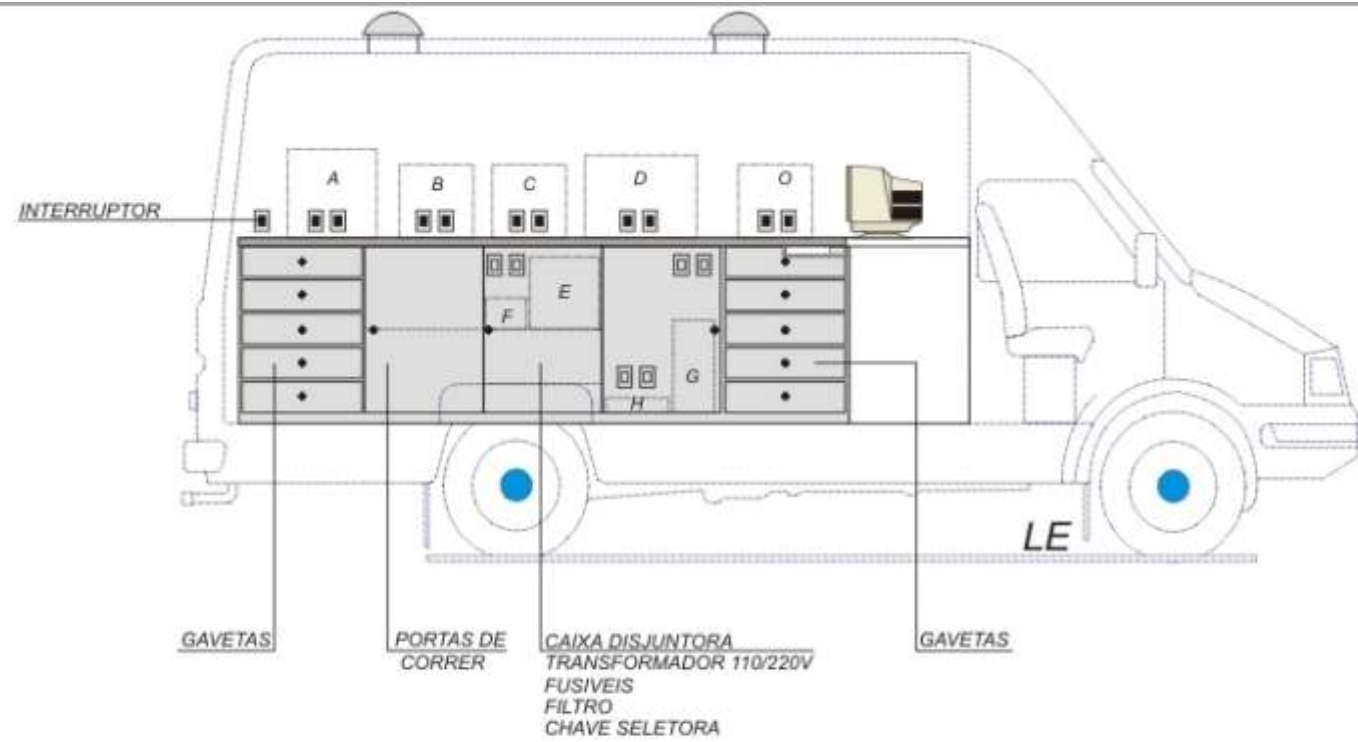 A
B
C
D
O
INTERRUPTOR
E
F
G
H
LE
GAVETAS
PORTAS DE
CORRER
CAIXA DISJUNTORA
TRANSFORMADOR 110/220V
FUSIVEIS
FILTRO
CHAVE SELETORA
GAVETAS